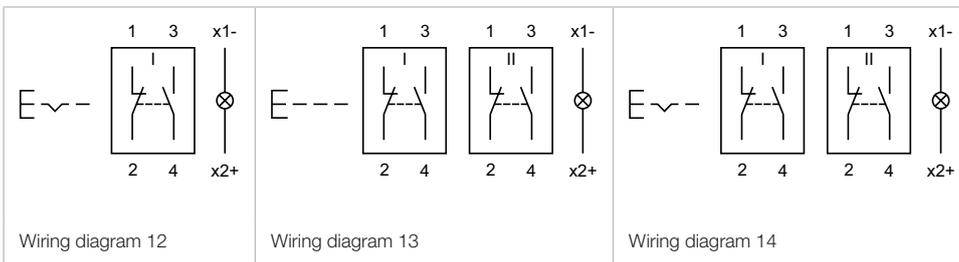 1 3 x1-
I
2 4 x2+
Wiring diagram 12
1 3 1 3 x1-
I II
2 4 2 4 x2+
Wiring diagram 13
1 3 1 3 x1-
I II
2 4 2 4 x2+
Wiring diagram 14